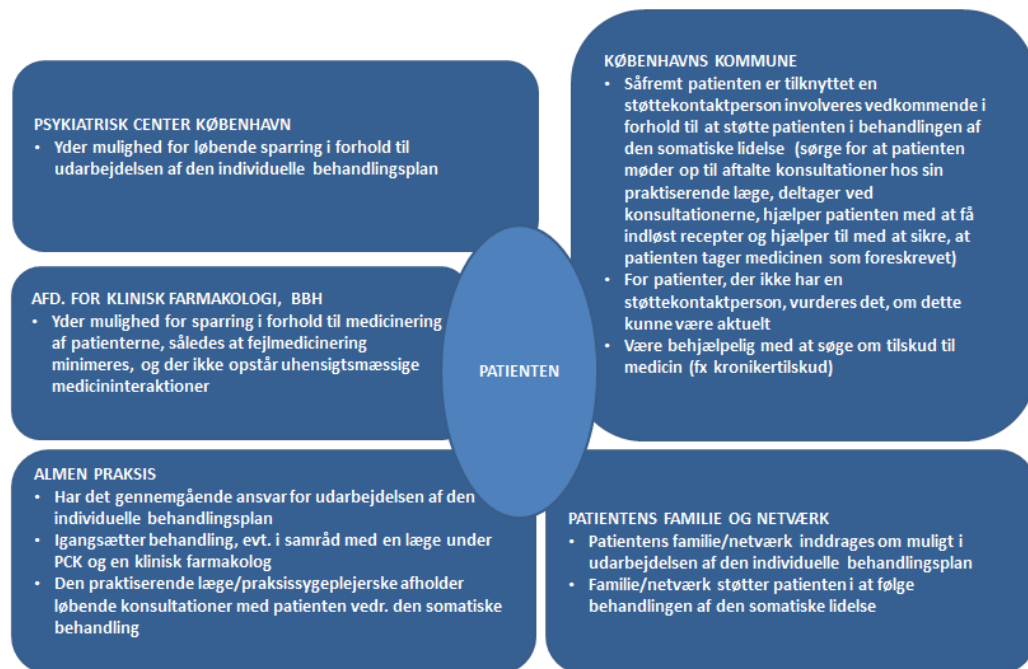 PSYKIATRISK CENTER KØBENHAVN
• Yder mulighed for løbende sparring i forhold til
udarbejdelsen af den individuelle behandlingsplan
AFD. FOR KLINISK FARMAKOLOGI, BBH
• Yder mulighed for sparring i forhold til medicinering
af patienterne, således at fejlmedicinering
minimeres, og der ikke opstår uhensigtsmæssige
medicininteraktioner
ALMEN PRAKSIS
• Har det gennemgående ansvar for udarbejdelsen af den
individuelle behandlingsplan
• Igangsætter behandling, evt. i samråd med en læge under
PCK og en klinisk farmakolog
• Den praktiserende læge/praksissygeplejerske afholder
løbende konsultationer med patienten vedr. den somatiske
behandling
PATIENTEN
KØBENHAVNS KOMMUNE
• Såfremt patienten er tilknyttet en
støttekontaktperson involveres vedkommende i
forhold til at støtte patienten i behandlingen af
den somatiske lidelse (sørge for at patienten
møder op til aftalte konsultationer hos sin
praktiserende læge, deltager ved
konsultationerne, hjælper patienten med at få
indløst recepter og hjælper til med at sikre, at
patienten tager medicinen som foreskrevet)
• For patienter, der ikke har en
støttekontaktperson, vurderes det, om dette
kunne være aktuelt
• Være behjælpelig med at søge om tilskud til
medicin (fx kronikertilskud)
PATIENTENS FAMILIE OG NETVÆRK
• Patientens familie/netværk inddrages om muligt i
udarbejdelsen af den individuelle behandlingsplan
• Familie/netværk støtter patienten i at følge
behandlingen af den somatiske lidelse